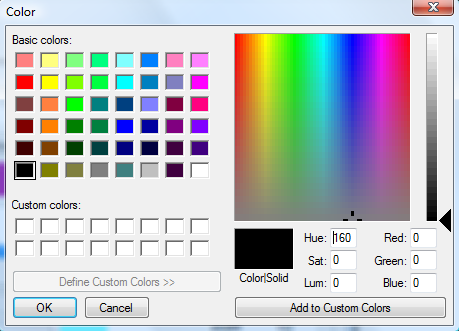 Color
Basic colors:
Custom colors:
Define Custom Colors >>
OK
Cancel
Color|Solid
Hue: 160
Sat: 0
Lum: 0
Red: 0
Green: 0
Blue: 0
Add to Custom Colors